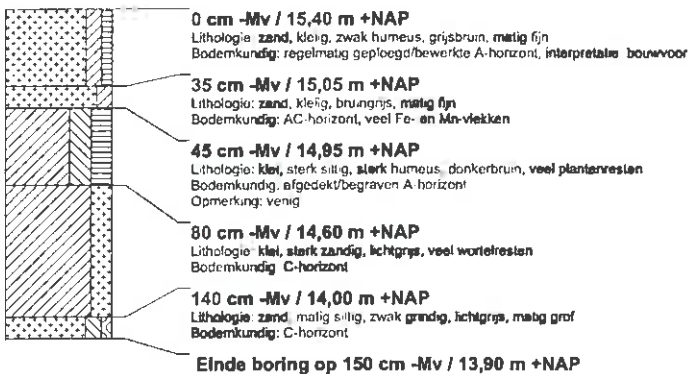 0 cm -Mv / 15,40 m +NAP
Lithologie: zand, kleiig, zwak humeus, grijsbruin, matig fijn
Bodemkundig: regelmatig geploegd/bewerkte A-horizont, interpretatie bouwvoor
35 cm -Mv / 15,05 m +NAP
Lithologie: zand, kleiig, bruingrijs, matig fijn
Bodemkundig: AC-horizont, veel Fe- en Mn-vlekken
45 cm -Mv / 14,95 m +NAP
Lithologie: klei, sterk siltig, sterk humeus, donkerbruin, veel plantenresten
Bodemkundig: afgedekt/begraven A-horizont
Opmerking: venig
80 cm -Mv / 14,60 m +NAP
Lithologie: klei, sterk zandig, lichtgrijs, veel wortelresten
Bodemkundig: C-horizont
140 cm -Mv / 14,00 m +NAP
Lithologie: zand, matig siltig, zwak grindig, lichtgrijs, matig grof
Bodemkundig: C-horizont
Einde boring op 150 cm -Mv / 13,90 m +NAP